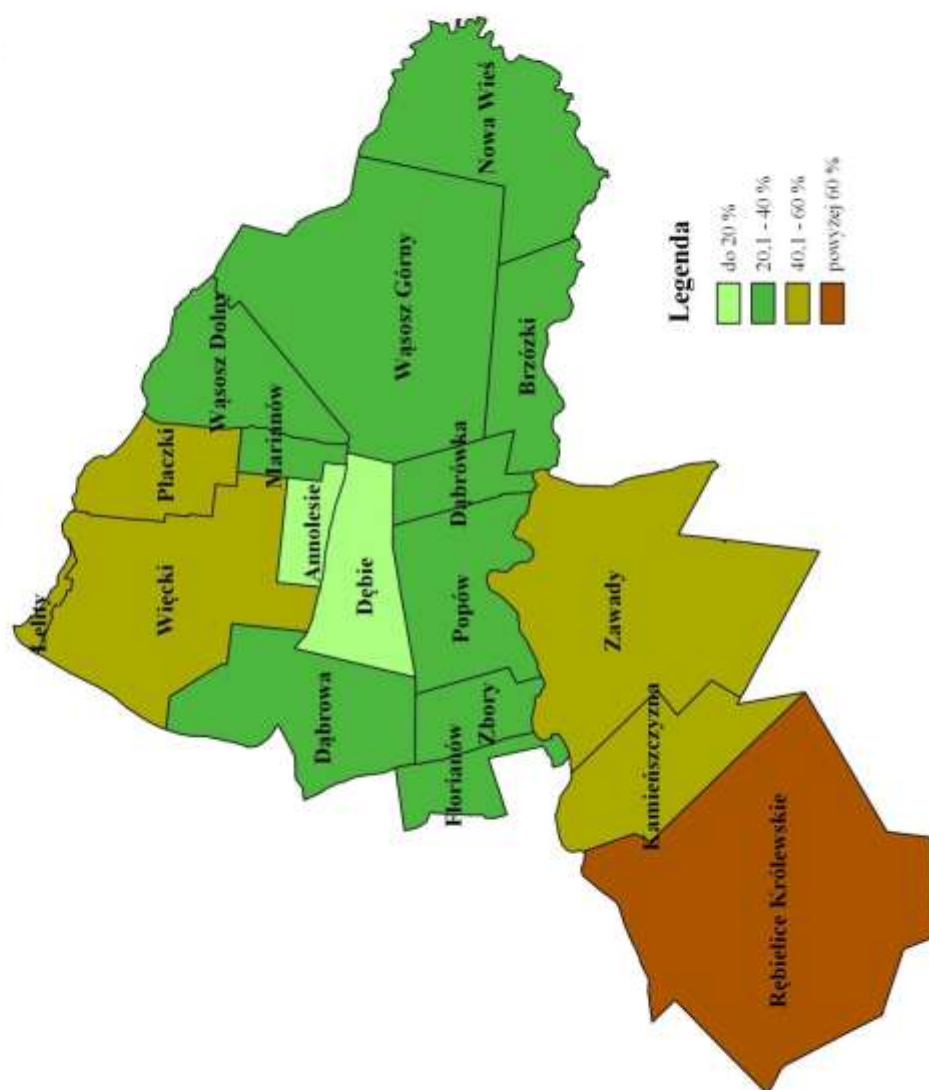 Lelity
Więcki
Płaczki
Wąsosz Dolny
Marianów
Annolesie
Dębie
Dąbrowa
Florianów
Zbory
Popów
Dąbrówka
Wąsosz Górny
Nowa Wieś
Brzózki
Zawady
Kamieńszczyzna
Rębielice Królewskie
Legenda
do 20 %
20,1 - 40 %
40,1 - 60 %
powyżej 60 %